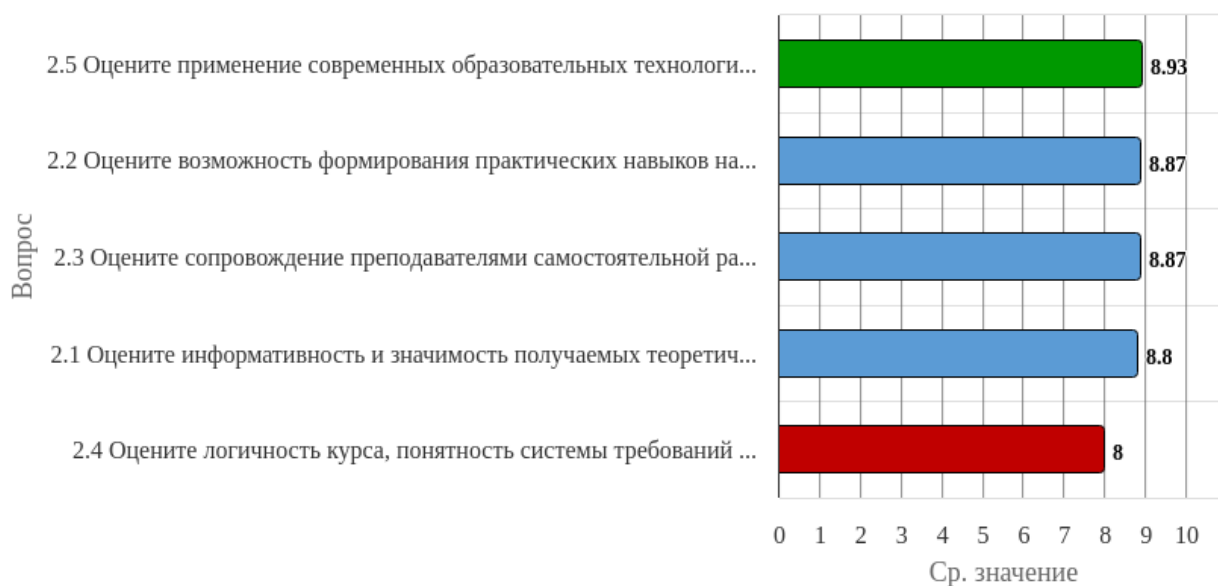 2.5 Оцените применение современных образовательных технологи...
8.93
2.2 Оцените возможность формирования практических навыков на...
8.87
2.3 Оцените сопровождение преподавателями самостоятельной ра...
8.87
2.1 Оцените информативность и значимость получаемых теоретич...
8.8
2.4 Оцените логичность курса, понятность системы требований ...
8
Вопрос
0 1 2 3 4 5 6 7 8 9 10
Ср. значение